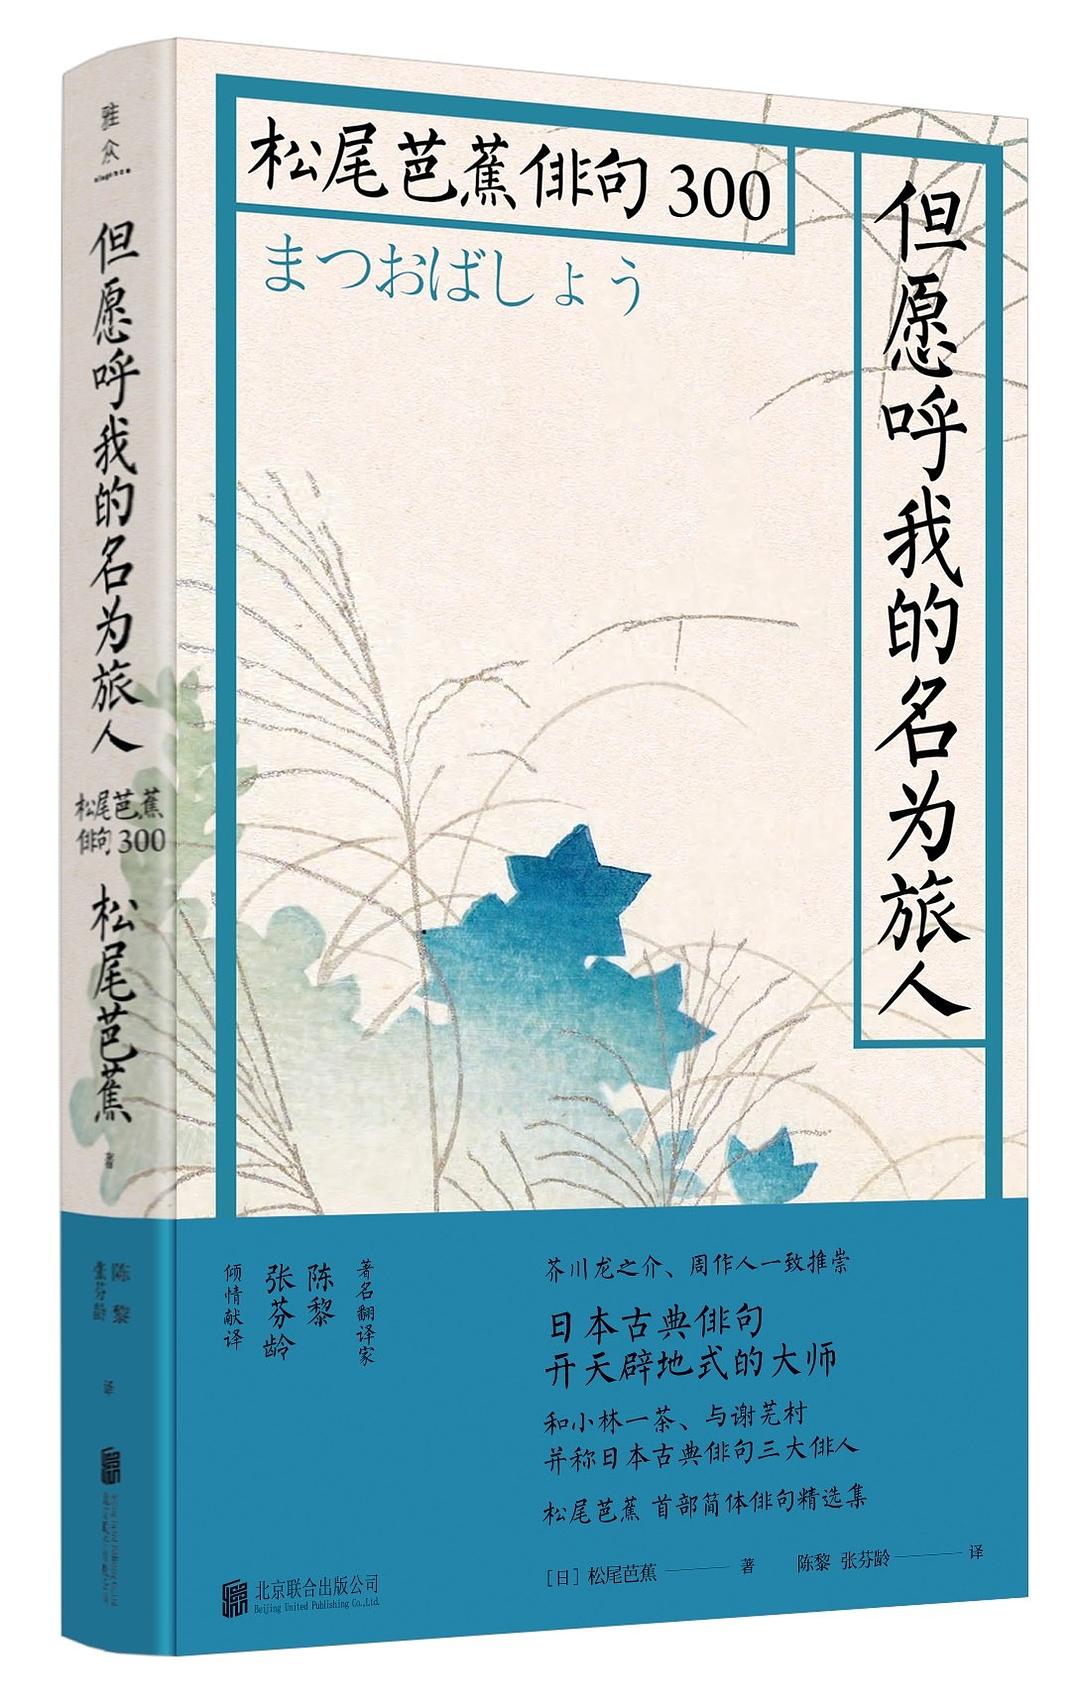 雅众
elegance
但愿呼我的名为旅人
松尾芭蕉
俳句300
松尾芭蕉
著
陈黎
张芬龄
译
松尾芭蕉俳句300
まつおばしょう
但愿呼我的名为旅人
著名翻译家
陈黎
张芬龄
倾情献译
芥川龙之介、周作人一致推崇
日本古典俳句
开天辟地式的大师
和小林一茶、与谢芜村
并称日本古典俳句三大俳人
松尾芭蕉 首部简体俳句精选集
[日] 松尾芭蕉 —— 著 陈黎 张芬龄 —— 译
北京联合出版公司
Beijing United Publishing Co.,Ltd.